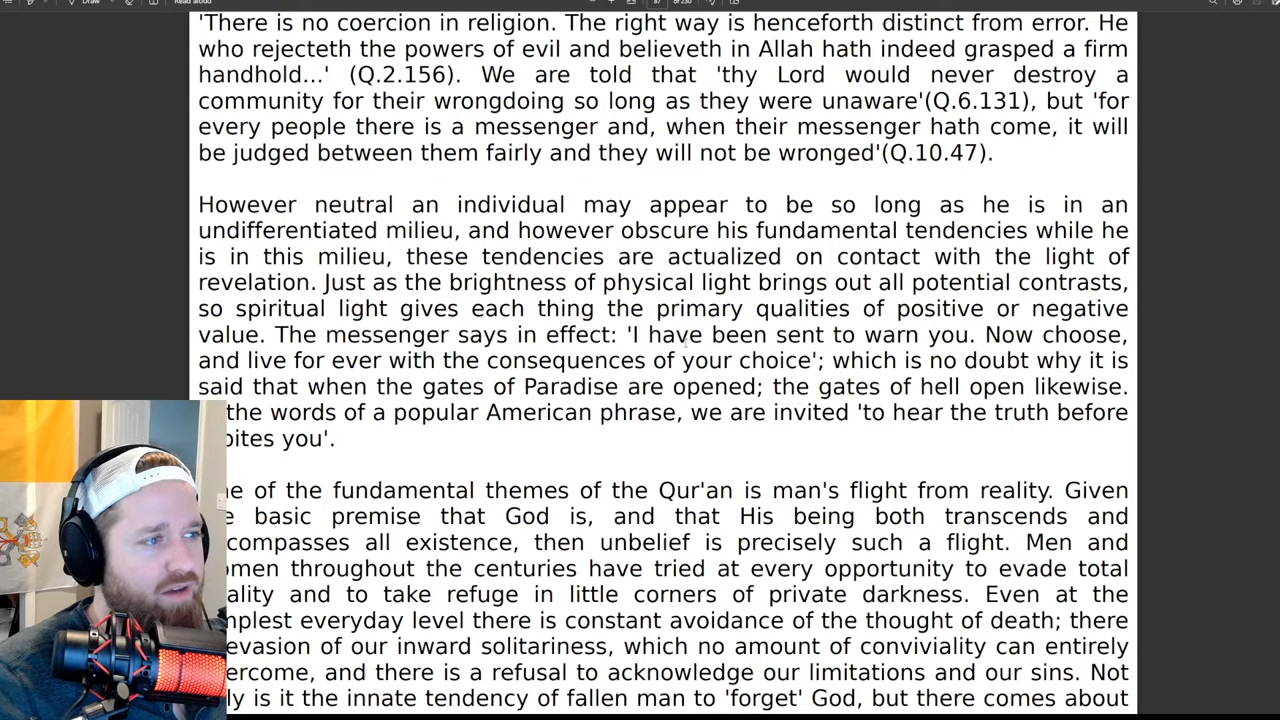 Draw
Read aloud
87
of 250
'There is no coercion in religion. The right way is henceforth distinct from error. He
who rejecteth the powers of evil and believeth in Allah hath indeed grasped a firm
handhold...' (Q.2.156). We are told that 'thy Lord would never destroy a
community for their wrongdoing so long as they were unaware'(Q.6.131), but 'for
every people there is a messenger and, when their messenger hath come, it will
be judged between them fairly and they will not be wronged'(Q.10.47).
However neutral an individual may appear to be so long as he is in an
undifferentiated milieu, and however obscure his fundamental tendencies while he
is in this milieu, these tendencies are actualized on contact with the light of
revelation. Just as the brightness of physical light brings out all potential contrasts,
so spiritual light gives each thing the primary qualities of positive or negative
value. The messenger says in effect: 'I have been sent to warn you. Now choose,
and live for ever with the consequences of your choice'; which is no doubt why it is
said that when the gates of Paradise are opened; the gates of hell open likewise.
the words of a popular American phrase, we are invited 'to hear the truth before
bites you'.
of the fundamental themes of the Qur'an is man's flight from reality. Given
basic premise that God is, and that His being both transcends and
compasses all existence, then unbelief is precisely such a flight. Men and
omen throughout the centuries have tried at every opportunity to evade total
ality and to take refuge in little corners of private darkness. Even at the
mplest everyday level there is constant avoidance of the thought of death; there
evasion of our inward solitariness, which no amount of conviviality can entirely
ercome, and there is a refusal to acknowledge our limitations and our sins. Not
ly is it the innate tendency of fallen man to 'forget' God, but there comes about